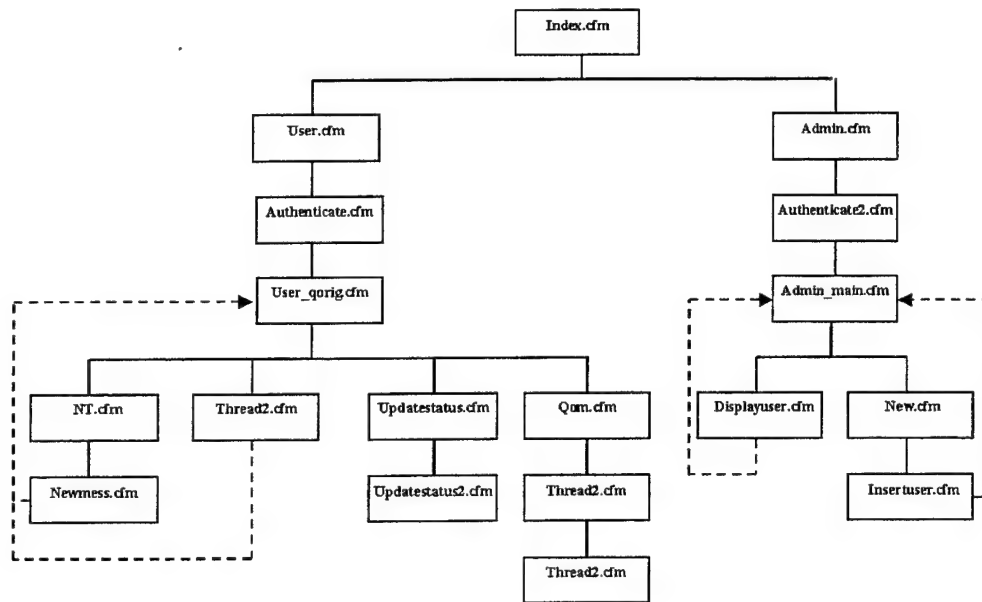 Index.cfm
User.cfm
Admin.cfm
Authenticate.cfm
Authenticate2.cfm
User_qorig.cfm
Admin_main.cfm
NT.cfm
Thread2.cfm
Updatestatus.cfm
Qom.cfm
Displayuser.cfm
New.cfm
Newmess.cfm
Updatestatus2.cfm
Thread2.cfm
Insertuser.cfm
Thread2.cfm